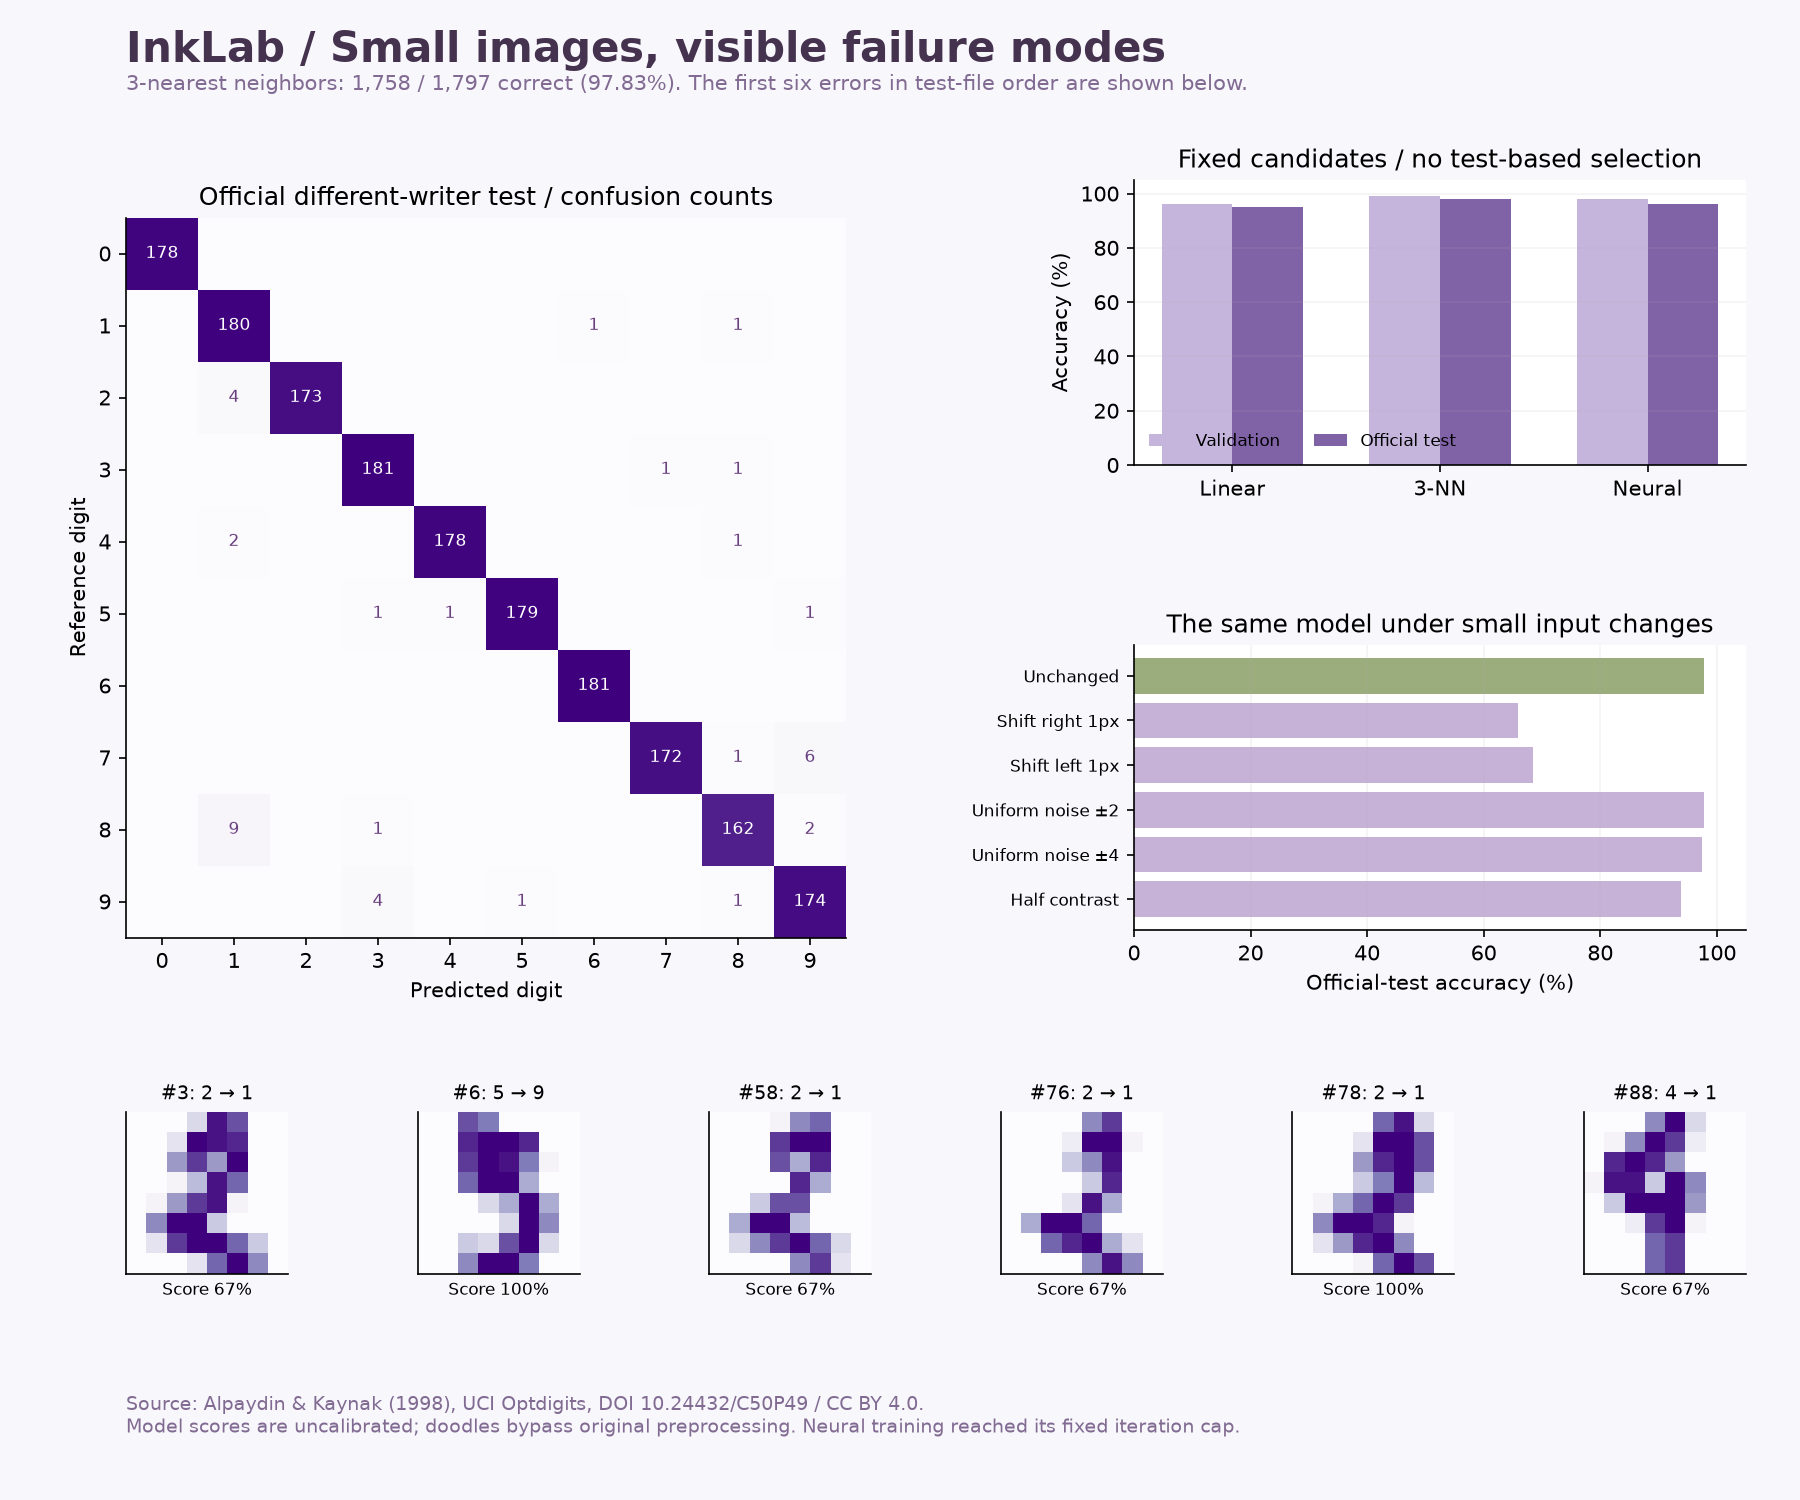 InkLab / Small images, visible failure modes
3-nearest neighbors: 1,758 / 1,797 correct (97.83%). The first six errors in test-file order are shown below.
Official different-writer test / confusion counts
Reference digit
0 178
1 180 1 1
2 4 173
3 181 1 1
4 2 178 1
5 1 1 179 1
6 181
7 172 1 6
8 9 1 162 2
9 4 1 1 174
0 1 2 3 4 5 6 7 8 9
Predicted digit
Fixed candidates / no test-based selection
Accuracy (%)
100
80
60
40
20
0
Validation Official test
Linear 3-NN Neural
The same model under small input changes
Unchanged
Shift right 1px
Shift left 1px
Uniform noise ±2
Uniform noise ±4
Half contrast
0 20 40 60 80 100
Official-test accuracy (%)
#3: 2 → 1 #6: 5 → 9 #58: 2 → 1 #76: 2 → 1 #78: 2 → 1 #88: 4 → 1
Score 67% Score 100% Score 67% Score 67% Score 100% Score 67%
Source: Alpaydin & Kaynak (1998), UCI Optdigits, DOI 10.24432/C50P49 / CC BY 4.0.
Model scores are uncalibrated; doodles bypass original preprocessing. Neural training reached its fixed iteration cap.